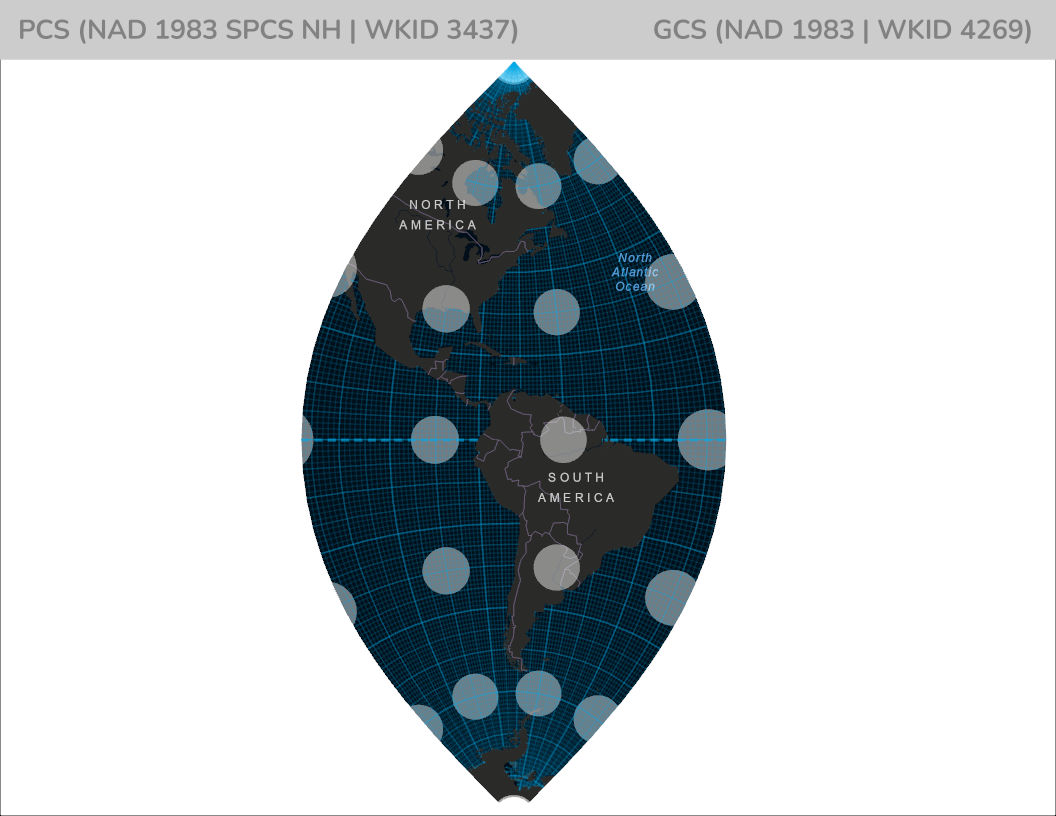 PCS (NAD 1983 SPCS NH | WKID 3437)
GCS (NAD 1983 | WKID 4269)
NORTH
AMERICA
North
Atlantic
Ocean
SOUTH
AMERICA